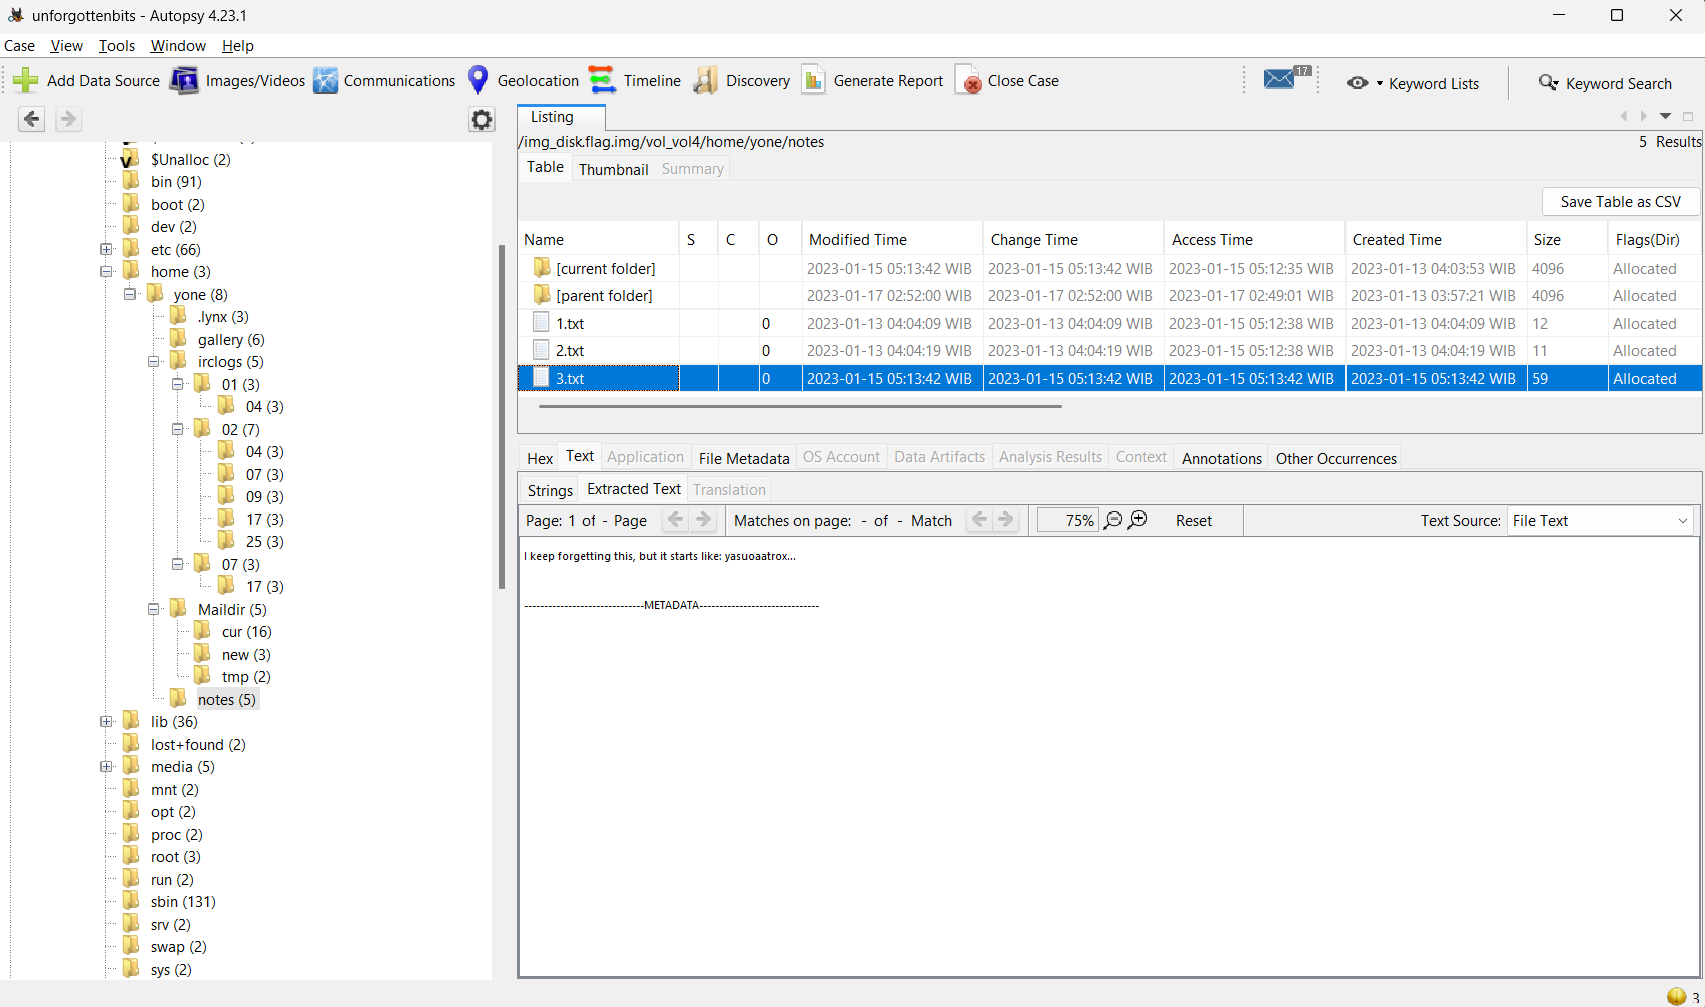 unforgottenbits - Autopsy 4.23.1
Case View Tools Window Help
Add Data Source Images/Videos Communications Geolocation Timeline Discovery Generate Report Close Case 17 Keyword Lists Keyword Search
$Unalloc (2)
bin (91)
boot (2)
dev (2)
etc (66)
home (3)
yone (8)
.lynx (3)
gallery (6)
irclogs (5)
01 (3)
04 (3)
02 (7)
04 (3)
07 (3)
09 (3)
17 (3)
25 (3)
07 (3)
17 (3)
Maildir (5)
cur (16)
new (3)
tmp (2)
notes (5)
lib (36)
lost+found (2)
media (5)
mnt (2)
opt (2)
proc (2)
root (3)
run (2)
sbin (131)
srv (2)
swap (2)
sys (2)
Listing
/img_disk.flag.img/vol_vol4/home/yone/notes 5 Results
Table Thumbnail Summary
Save Table as CSV
Name S C O Modified Time Change Time Access Time Created Time Size Flags(Dir)
[current folder] 2023-01-15 05:13:42 WIB 2023-01-15 05:13:42 WIB 2023-01-15 05:12:35 WIB 2023-01-13 04:03:53 WIB 4096 Allocated
[parent folder] 2023-01-17 02:52:00 WIB 2023-01-17 02:52:00 WIB 2023-01-17 02:49:01 WIB 2023-01-13 03:57:21 WIB 4096 Allocated
1.txt 0 2023-01-13 04:04:09 WIB 2023-01-13 04:04:09 WIB 2023-01-15 05:12:38 WIB 2023-01-13 04:04:09 WIB 12 Allocated
2.txt 0 2023-01-13 04:04:19 WIB 2023-01-13 04:04:19 WIB 2023-01-15 05:12:38 WIB 2023-01-13 04:04:19 WIB 11 Allocated
3.txt 0 2023-01-15 05:13:42 WIB 2023-01-15 05:13:42 WIB 2023-01-15 05:13:42 WIB 2023-01-15 05:13:42 WIB 59 Allocated
Hex Text Application File Metadata OS Account Data Artifacts Analysis Results Context Annotations Other Occurrences
Strings Extracted Text Translation
Page: 1 of - Page Matches on page: - of - Match 75% Reset Text Source: File Text
I keep forgetting this, but it starts like: yasuoaatrox...
------------------------------METADATA------------------------------
3